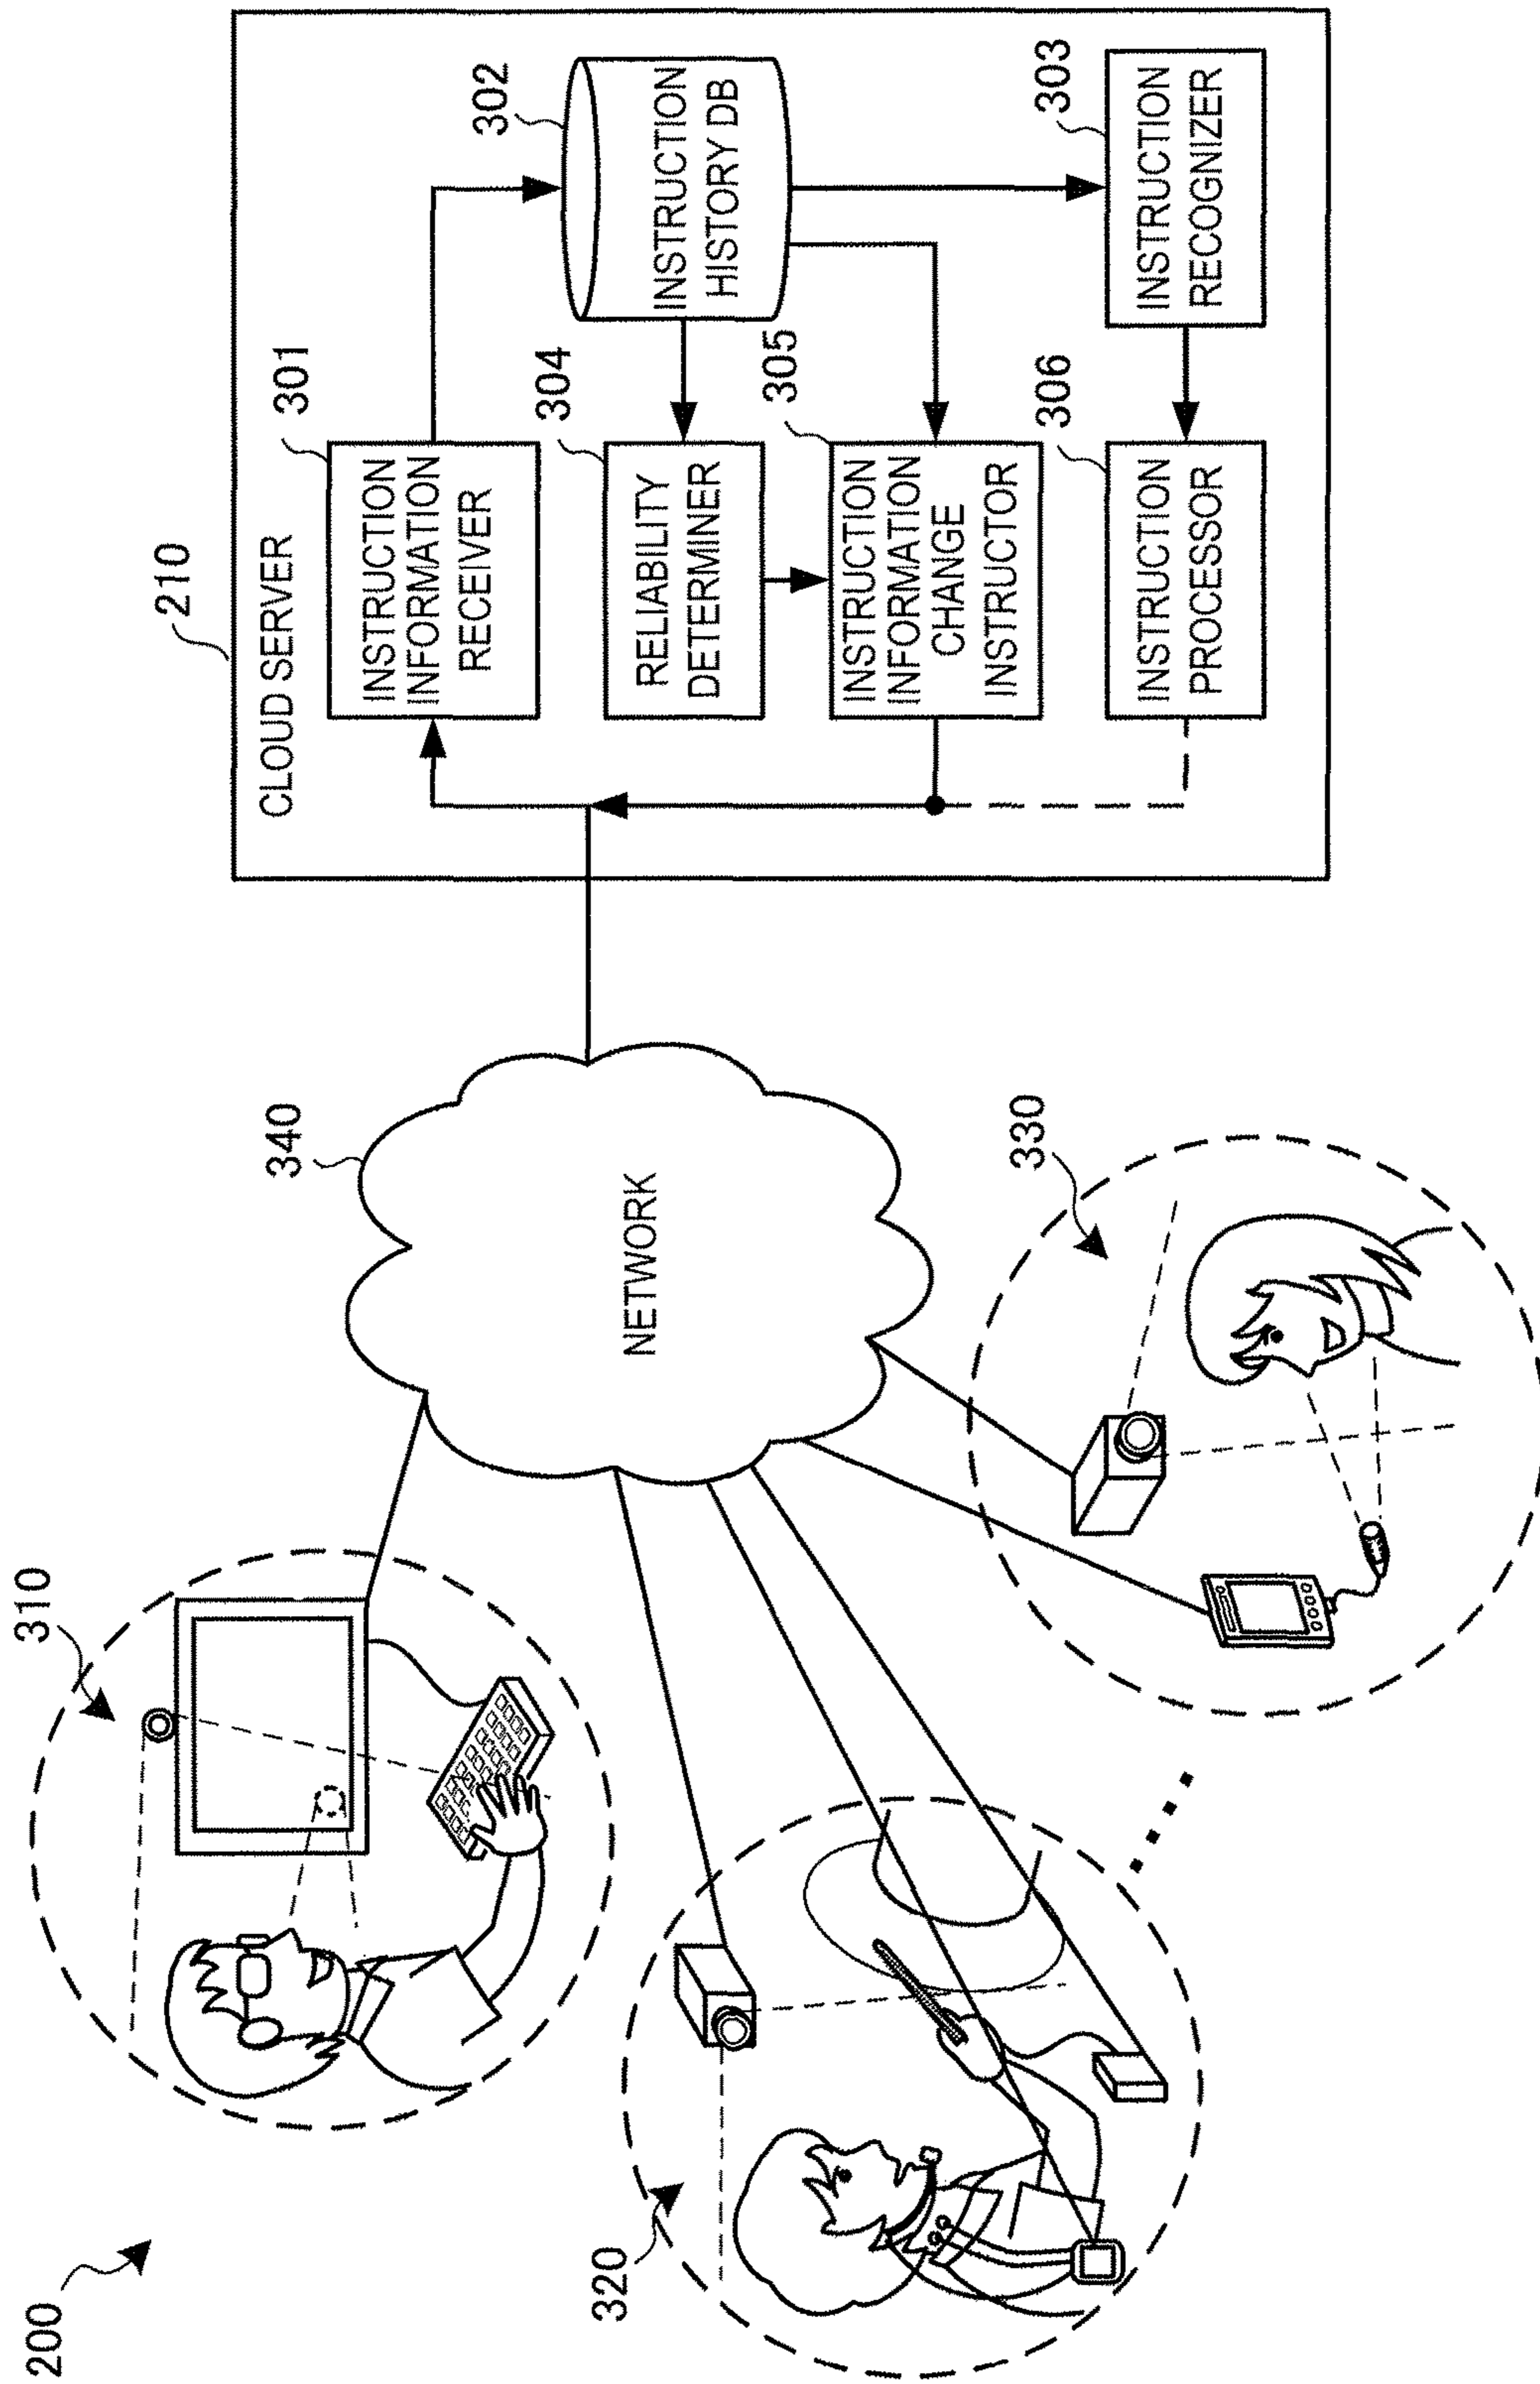 200
310
320
330
340
NETWORK
210
CLOUD SERVER
301
INSTRUCTION
INFORMATION
RECEIVER
302
INSTRUCTION
HISTORY DB
304
RELIABILITY
DETERMINER
305
INSTRUCTION
INFORMATION
CHANGE
INSTRUCTOR
303
INSTRUCTION
RECOGNIZER
306
INSTRUCTION
PROCESSOR